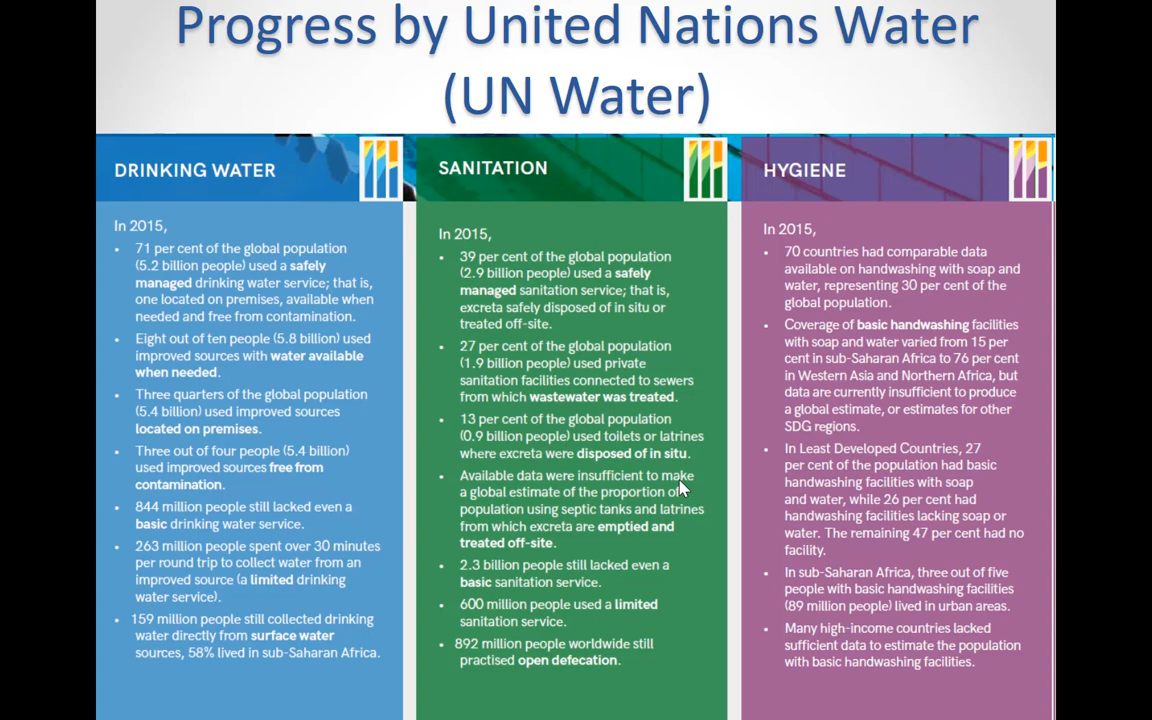 Progress by United Nations Water
(UN Water)
DRINKING WATER
In 2015,
• 71 per cent of the global population
(5.2 billion people) used a safely
managed drinking water service; that is,
one located on premises, available when
needed and free from contamination.
• Eight out of ten people (5.8 billion) used
improved sources with water available
when needed.
• Three quarters of the global population
(5.4 billion) used improved sources
located on premises.
• Three out of four people (5.4 billion)
used improved sources free from
contamination.
• 844 million people still lacked even a
basic drinking water service.
• 263 million people spent over 30 minutes
per round trip to collect water from an
improved source (a limited drinking
water service).
• 159 million people still collected drinking
water directly from surface water
sources, 58% lived in sub-Saharan Africa.
SANITATION
In 2015,
• 39 per cent of the global population
(2.9 billion people) used a safely
managed sanitation service; that is,
excreta safely disposed of in situ or
treated off-site.
• 27 per cent of the global population
(1.9 billion people) used private
sanitation facilities connected to sewers
from which wastewater was treated.
• 13 per cent of the global population
(0.9 billion people) used toilets or latrines
where excreta were disposed of in situ.
• Available data were insufficient to make
a global estimate of the proportion of
population using septic tanks and latrines
from which excreta are emptied and
treated off-site.
• 2.3 billion people still lacked even a
basic sanitation service.
• 600 million people used a limited
sanitation service.
• 892 million people worldwide still
practised open defecation.
HYGIENE
In 2015,
• 70 countries had comparable data
available on handwashing with soap and
water, representing 30 per cent of the
global population.
• Coverage of basic handwashing facilities
with soap and water varied from 15 per
cent in sub-Saharan Africa to 76 per cent
in Western Asia and Northern Africa, but
data are currently insufficient to produce
a global estimate, or estimates for other
SDG regions.
• In Least Developed Countries, 27
per cent of the population had basic
handwashing facilities with soap
and water, while 26 per cent had
handwashing facilities lacking soap or
water. The remaining 47 per cent had no
facility.
• In sub-Saharan Africa, three out of five
people with basic handwashing facilities
(89 million people) lived in urban areas.
• Many high-income countries lacked
sufficient data to estimate the population
with basic handwashing facilities.